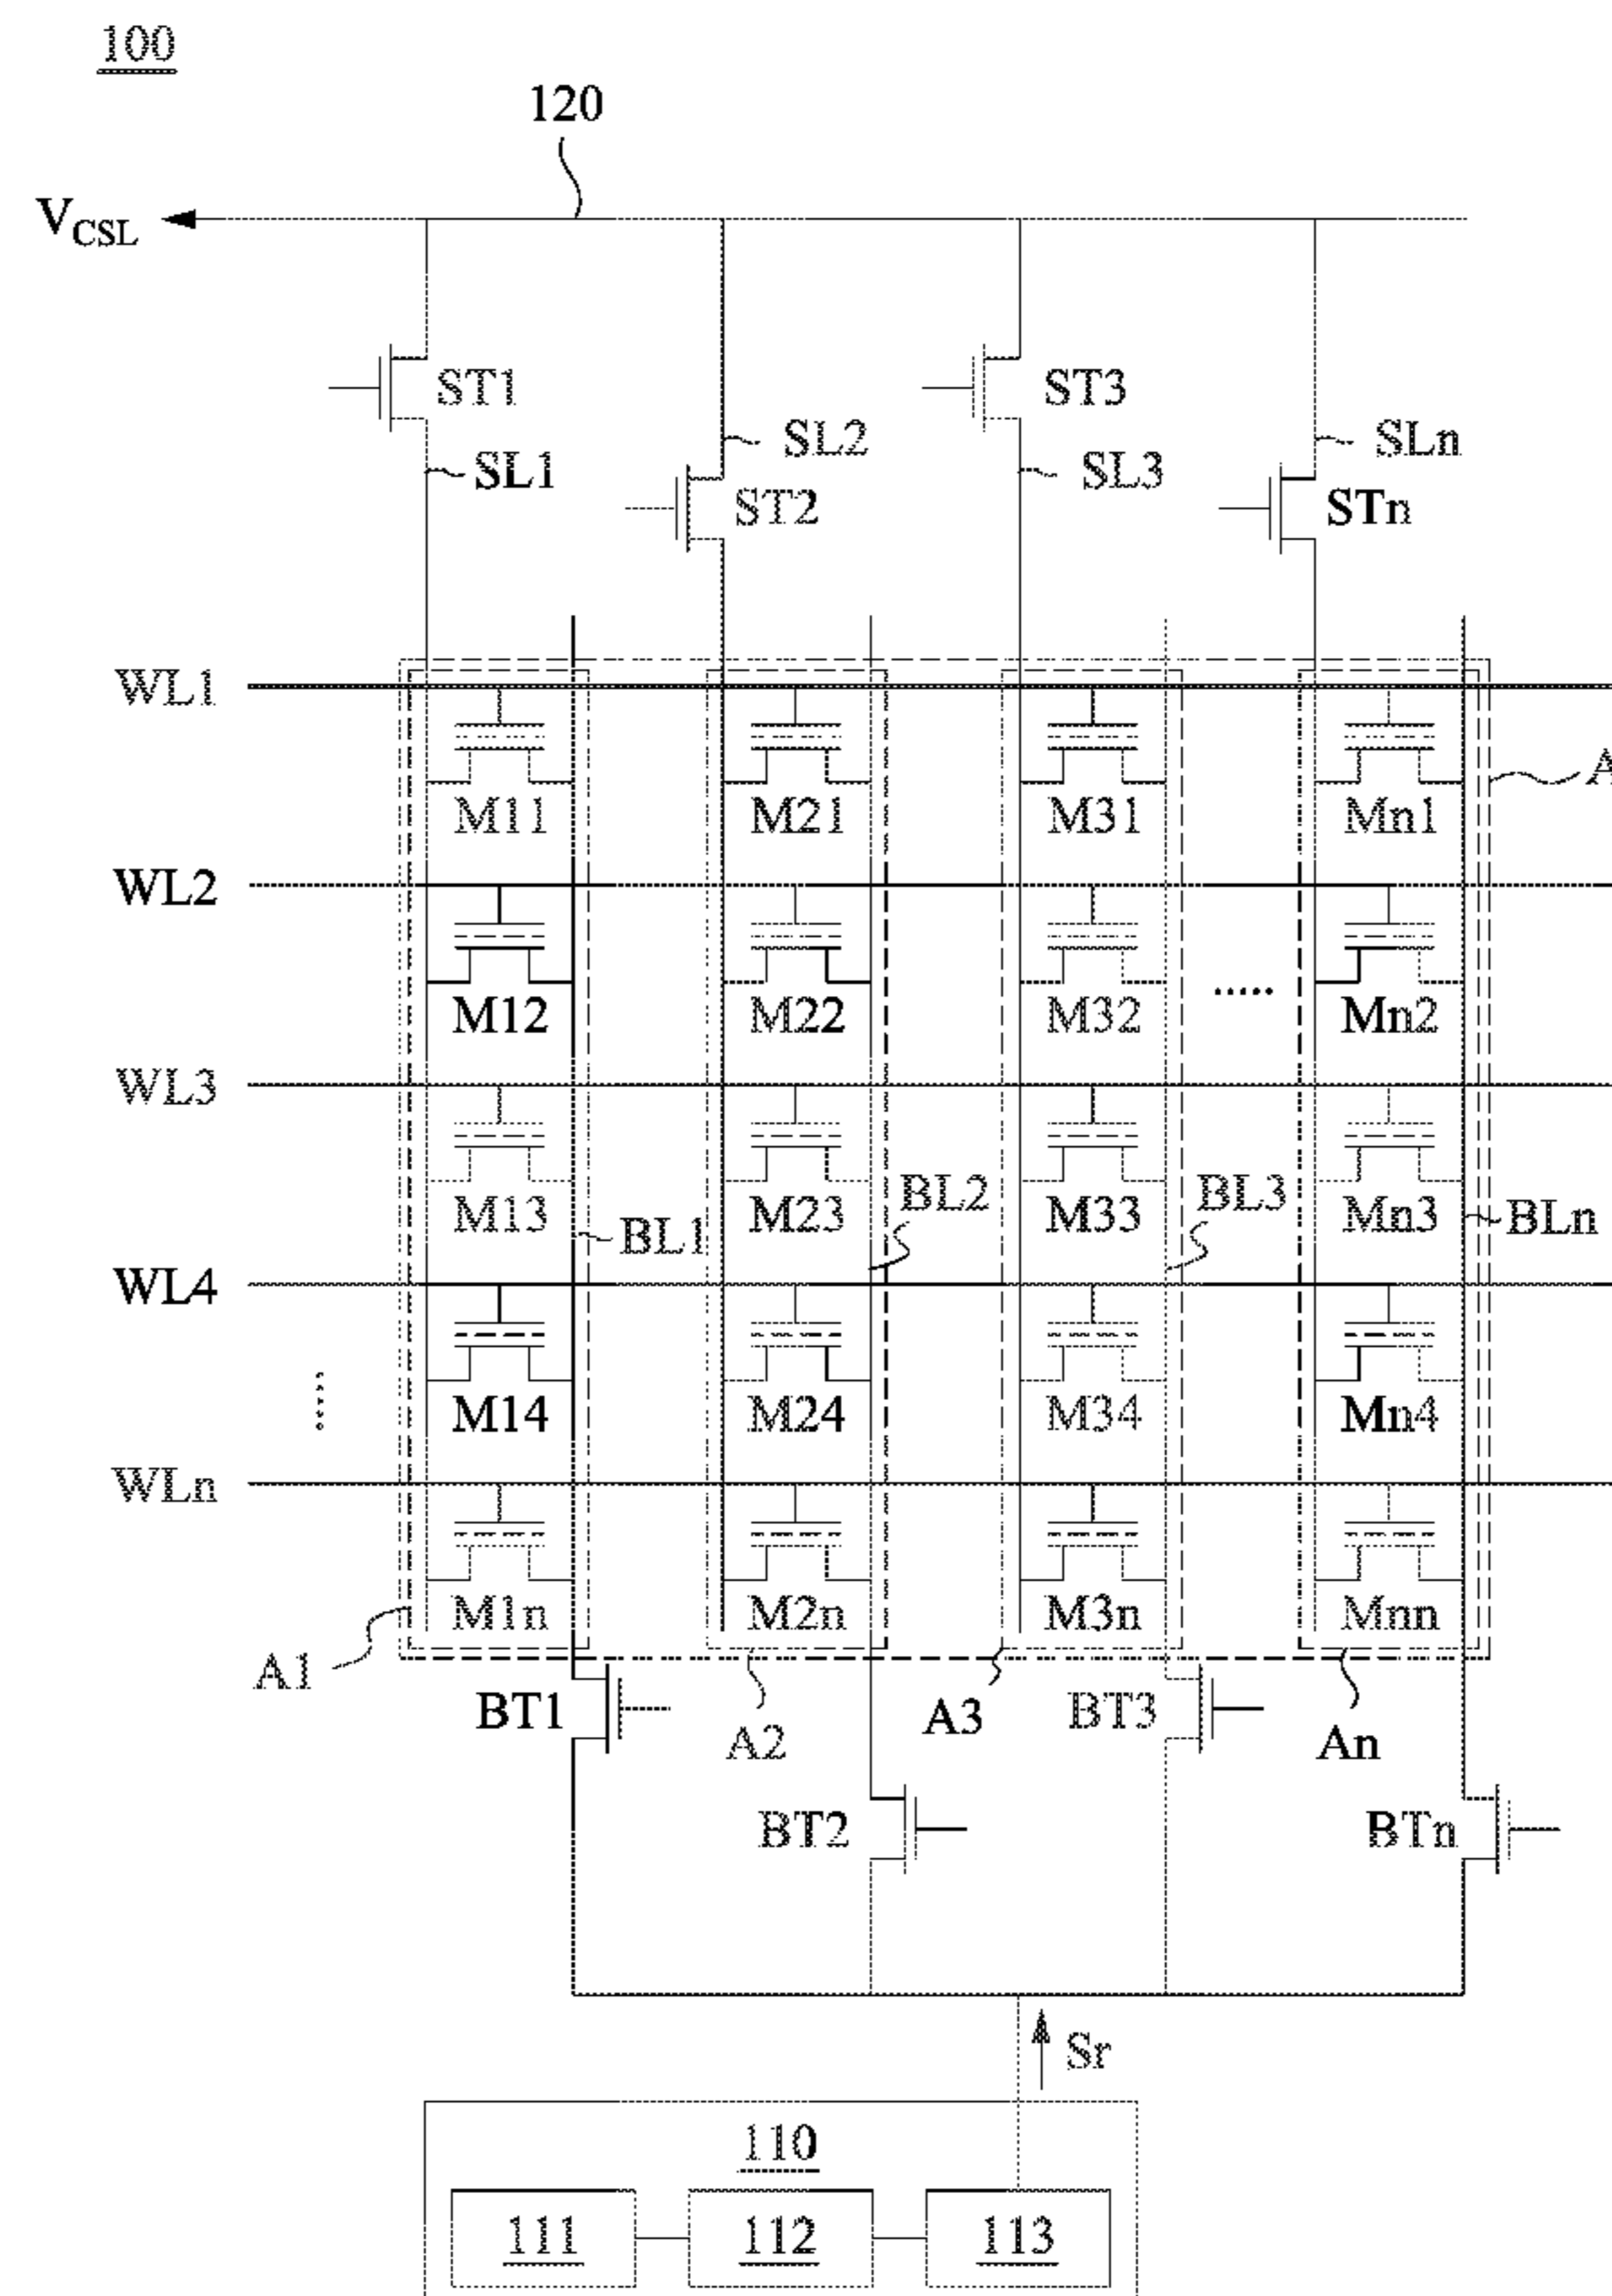 100
120
VCSL
ST1 ST3
SL2 SLn
SL1 SL3
ST2 STn
WL1
A
M11 M21 M31 Mn1
WL2
M12 M22 M32 ..... Mn2
WL3
M13 M23 BL2 M33 BL3 Mn3
BL1 BLn
WL4
M14 M24 M34 Mn4
WLn
M1n M2n M3n Mnn
A1
BT1 A2 A3 BT3 An
BT2 BTn
Sr
110
111 112 113